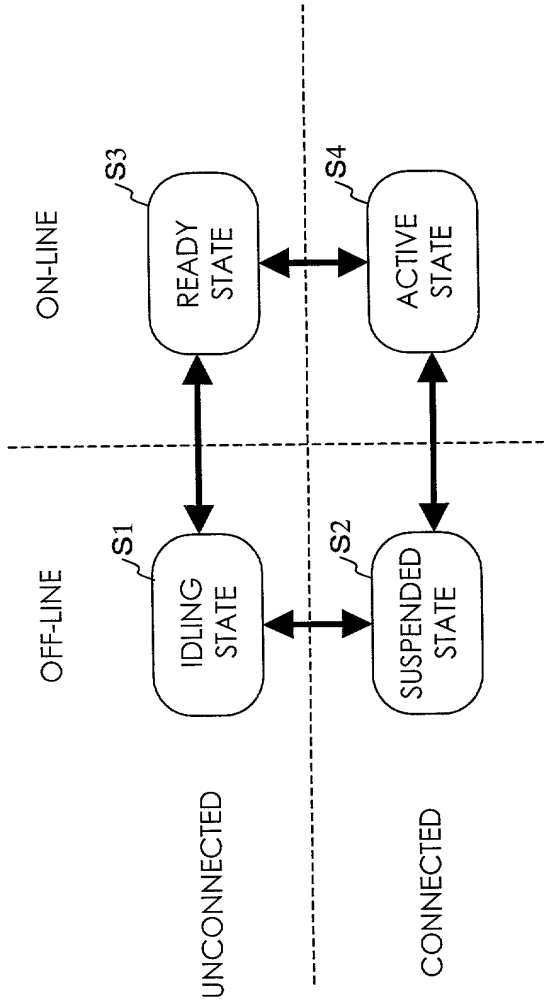 OFF-LINE
ON-LINE
UNCONNECTED
S1
IDLING
STATE
S3
READY
STATE
CONNECTED
S2
SUSPENDED
STATE
S4
ACTIVE
STATE